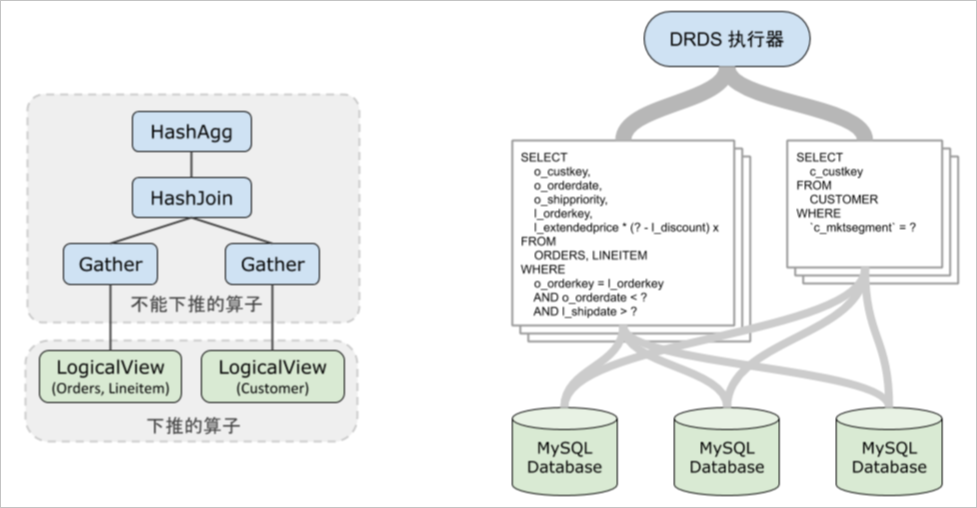 HashAgg
HashJoin
Gather
Gather
不能下推的算子
LogicalView
(Orders, Lineitem)
LogicalView
(Customer)
下推的算子
DRDS 执行器
SELECT
o_custkey,
o_orderdate,
o_shippriority,
l_orderkey,
l_extendedprice * (? - l_discount) x
FROM
ORDERS, LINEITEM
WHERE
o_orderkey = l_orderkey
AND o_orderdate < ?
AND l_shipdate > ?
SELECT
c_custkey
FROM
CUSTOMER
WHERE
`c_mktsegment` = ?
MySQL
Database
MySQL
Database
MySQL
Database